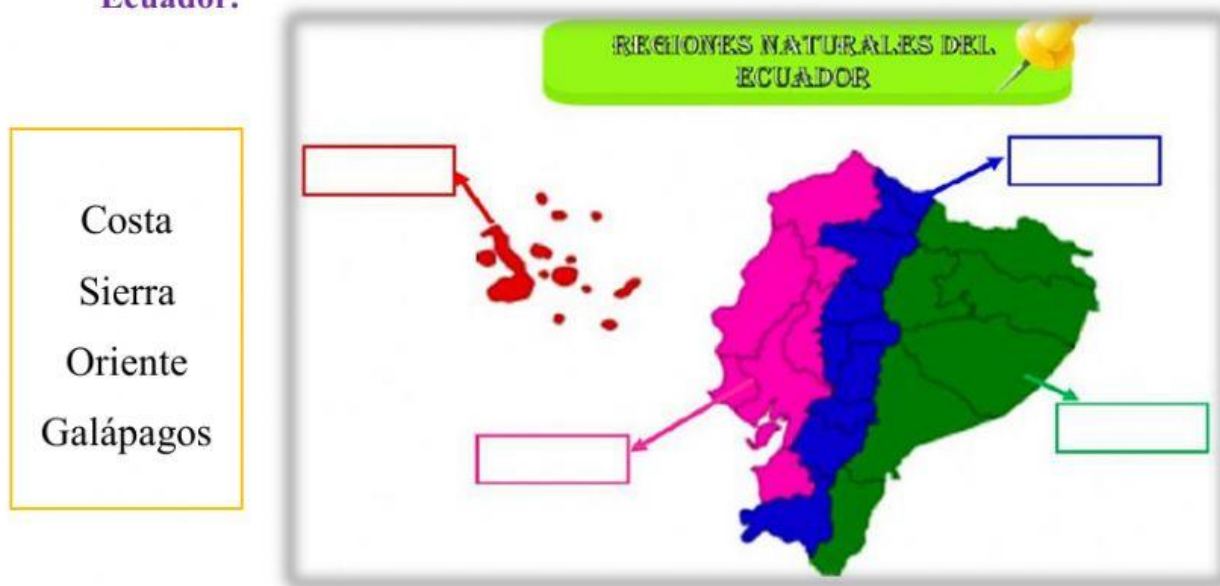 Ecuador:
REGIONES NATURALES DEL
ECUADOR
Costa
Sierra
Oriente
Galápagos